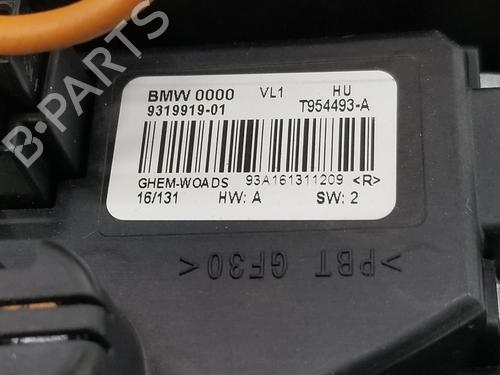 B-PARTS
BMW 0000 VL1 HU
9319919-01 T954493-A
GHEM-WOADS 93A161311209 <R>
16/131 HW: A SW: 2
>PBT GF30<